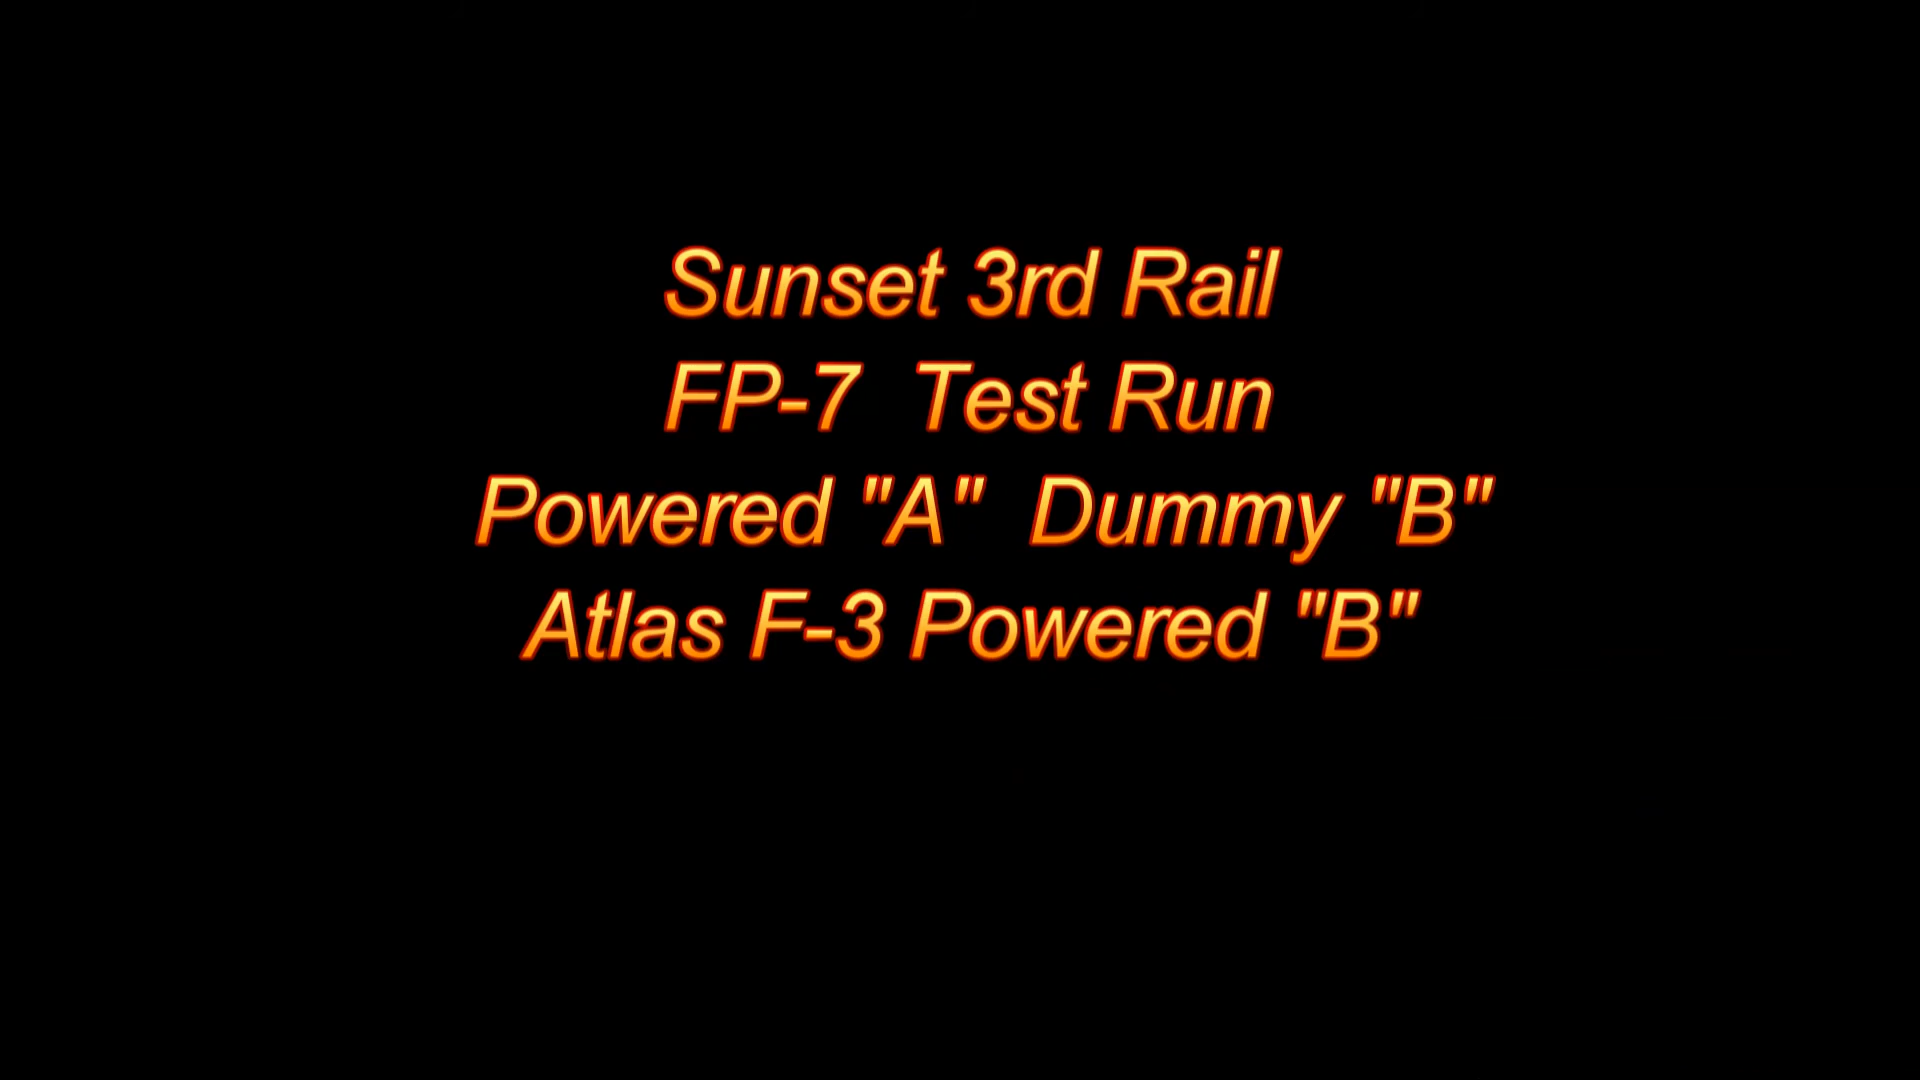 Sunset 3rd Rail
FP-7  Test Run
Powered "A"  Dummy "B"
Atlas F-3 Powered "B"